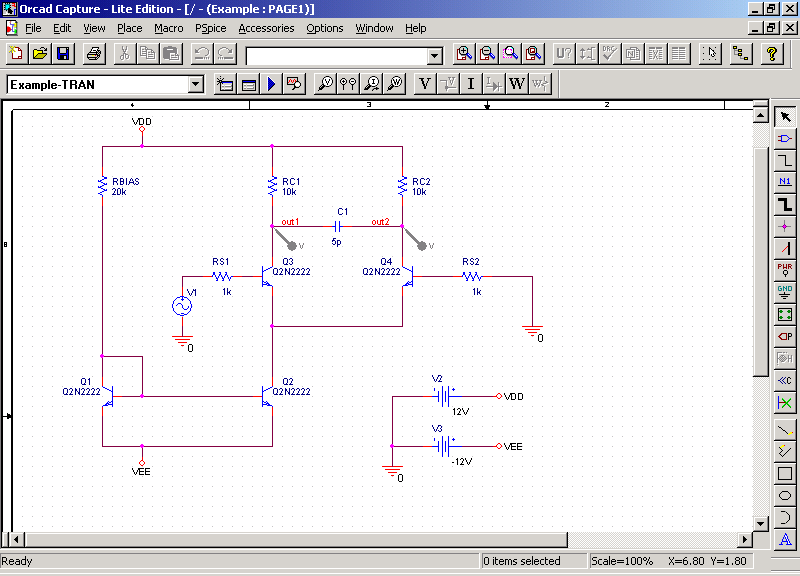 Orcad Capture - Lite Edition - [/ - (Example : PAGE1)]
File Edit View Place Macro PSpice Accessories Options Window Help
U?
DRC
Example-TRAN
V V I I W W
4 3 2
VDD
RBIAS
20k
RC1
10k
RC2
10k
N1
C1
out1 out2
5p
B
V V
RS1
1k
Q3
Q2N2222
Q4
Q2N2222
RS2
1k
PWR
GND
V1
0
0
Q1
Q2N2222
Q2
Q2N2222
V2
12V
VDD
V3
-12V
VEE
0
VEE
A
Ready
0 items selected
Scale=100% X=6.80 Y=1.80